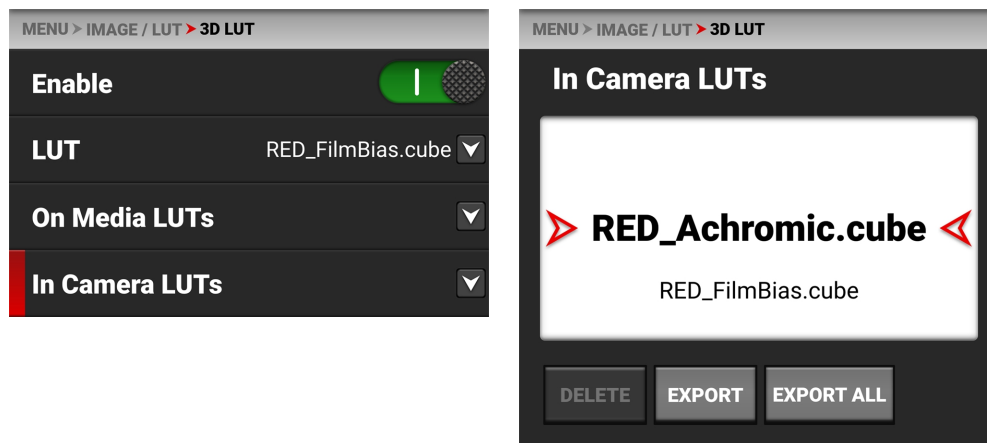 MENU > IMAGE / LUT > 3D LUT
Enable
LUT RED_FilmBias.cube
On Media LUTs
In Camera LUTs
MENU > IMAGE / LUT > 3D LUT
In Camera LUTs
RED_Achromic.cube
RED_FilmBias.cube
DELETE EXPORT EXPORT ALL